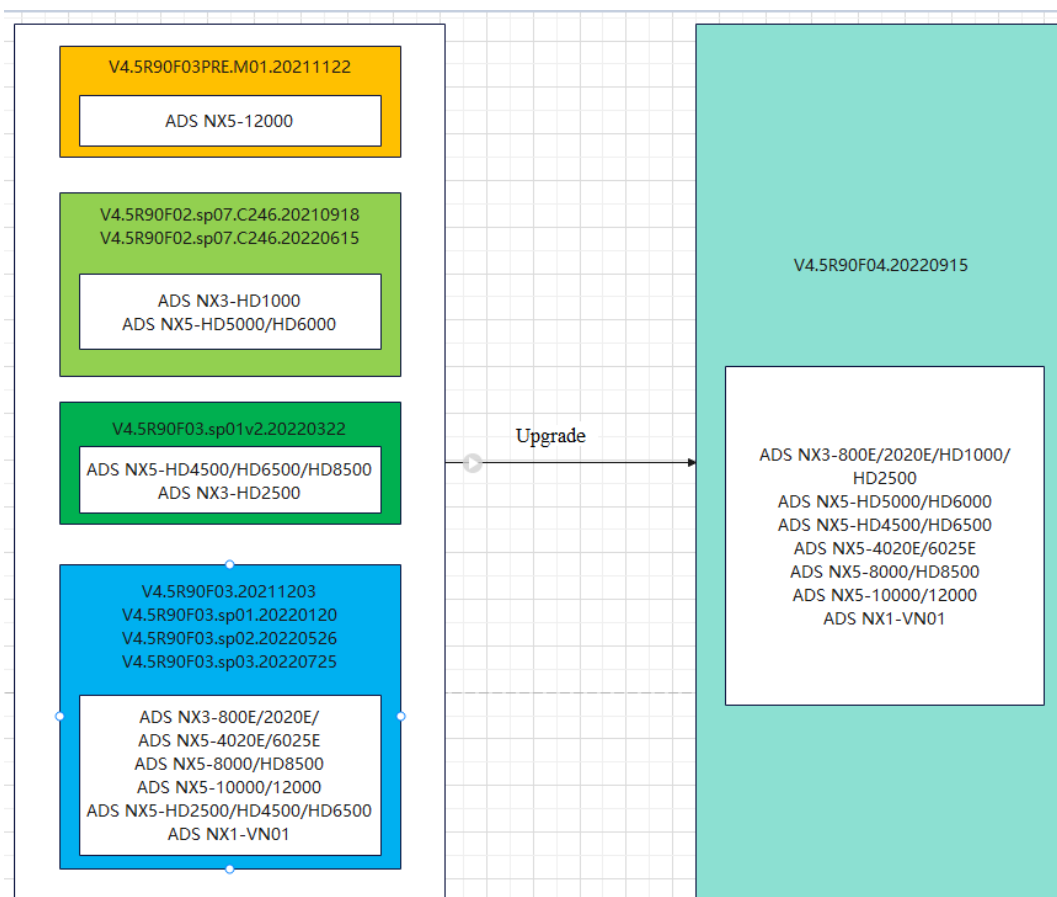 V4.5R90F03PRE.M01.20211122
ADS NX5-12000
V4.5R90F02.sp07.C246.20210918
V4.5R90F02.sp07.C246.20220615
ADS NX3-HD1000
ADS NX5-HD5000/HD6000
V4.5R90F03.sp01v2.20220322
ADS NX5-HD4500/HD6500/HD8500
ADS NX3-HD2500
V4.5R90F03.20211203
V4.5R90F03.sp01.20220120
V4.5R90F03.sp02.20220526
V4.5R90F03.sp03.20220725
ADS NX3-800E/2020E/
ADS NX5-4020E/6025E
ADS NX5-8000/HD8500
ADS NX5-10000/12000
ADS NX5-HD2500/HD4500/HD6500
ADS NX1-VN01
Upgrade
V4.5R90F04.20220915
ADS NX3-800E/2020E/HD1000/
HD2500
ADS NX5-HD5000/HD6000
ADS NX5-HD4500/HD6500
ADS NX5-4020E/6025E
ADS NX5-8000/HD8500
ADS NX5-10000/12000
ADS NX1-VN01